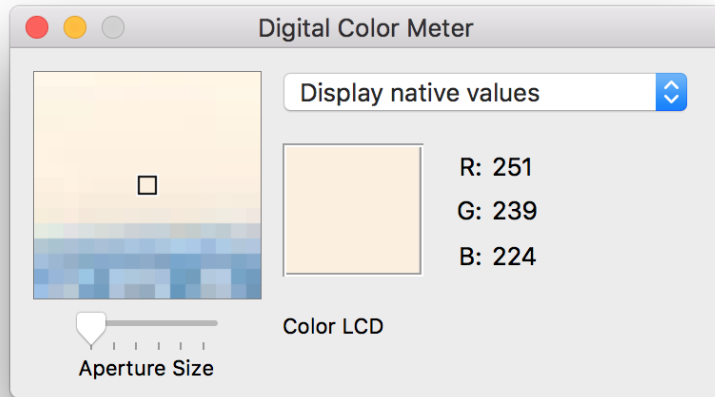 Digital Color Meter
Display native values
R: 251
G: 239
B: 224
Color LCD
Aperture Size